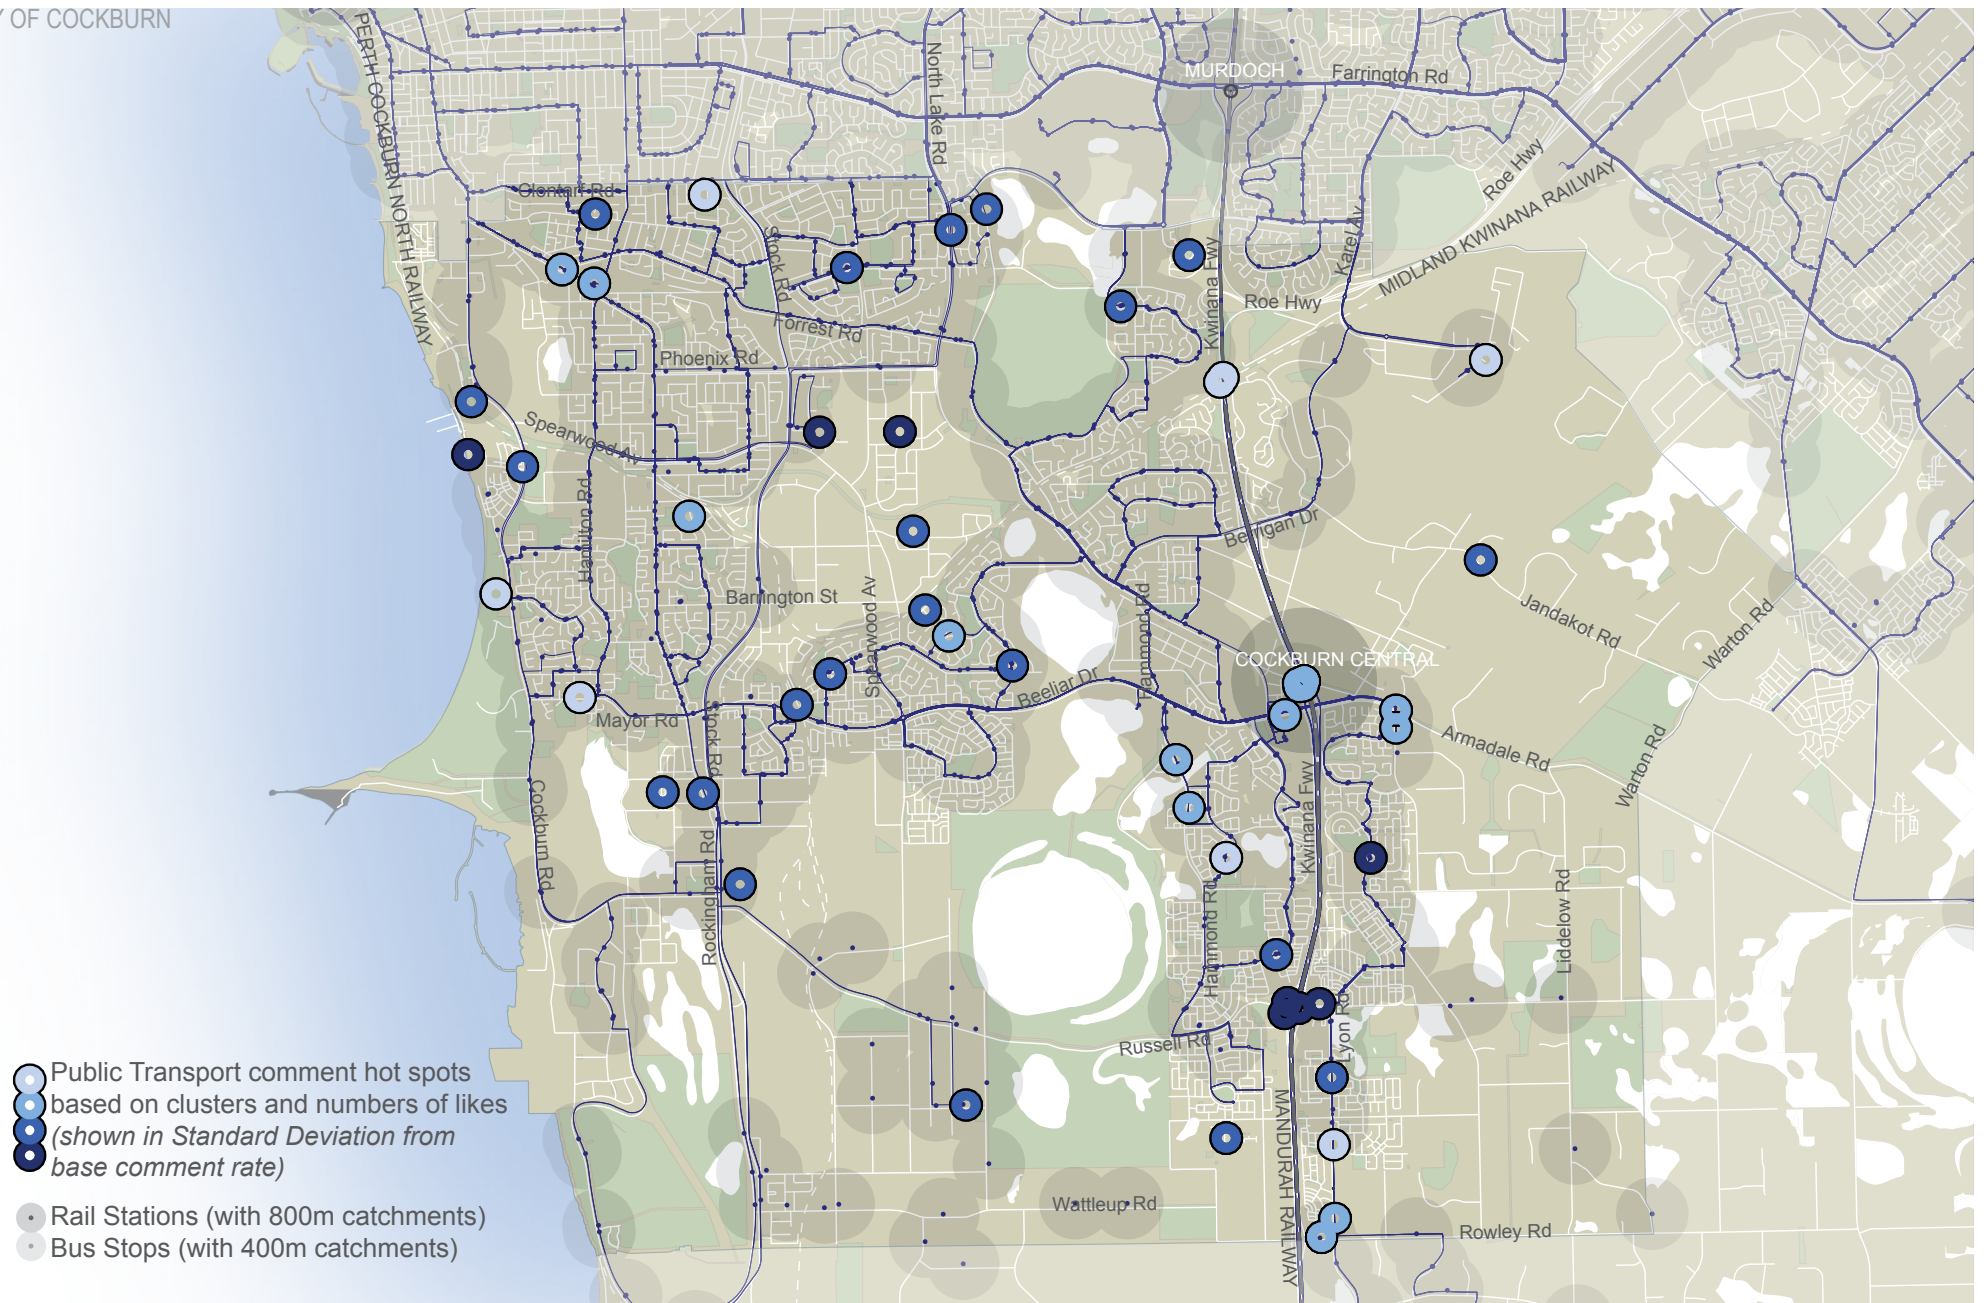 Y OF COCKBURN
PERTH COCKBURN NORTH RAILWAY
North Lake Rd
MURDOCH
Farrington Rd
Roe Hwy
MIDLAND KWINANA RAILWAY
Clontarf Rd
Stock Rd
Karel Av
Kwinana Fwy
Roe Hwy
Forrest Rd
Phoenix Rd
Spearwood Av
Hamilton Rd
Berrigan Dr
Barrington St
Spearwood Av
Hammond Rd
Jandakot Rd
Warton Rd
COCKBURN CENTRAL
Beeliar Dr
Mayor Rd
Stock Rd
Armadale Rd
Warton Rd
Cockburn Rd
Kwinana Fwy
Rockingham Rd
Hammond Rd
Liddelow Rd
Lyon Rd
Russell Rd
MANDURAH RAILWAY
Wattleup Rd
Rowley Rd
Public Transport comment hot spots
based on clusters and numbers of likes
(shown in Standard Deviation from
base comment rate)
Rail Stations (with 800m catchments)
Bus Stops (with 400m catchments)